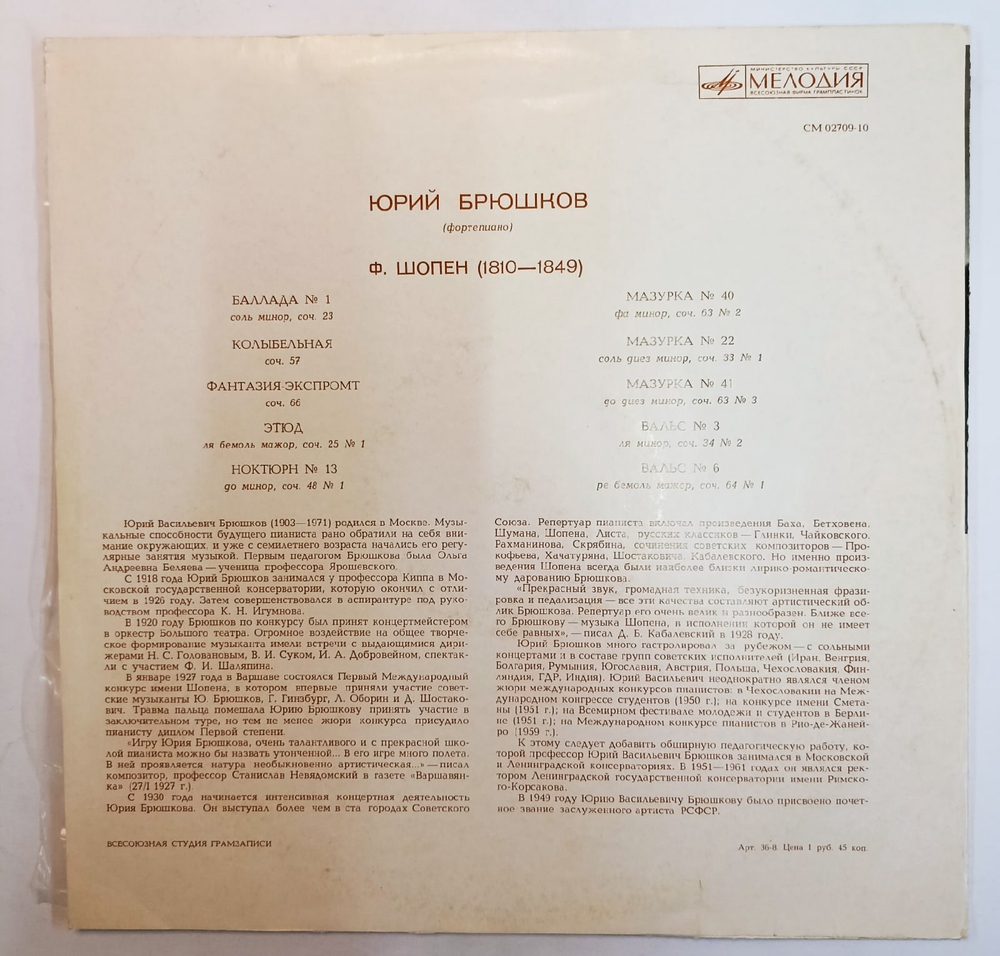 МИНИСТЕРСТВО КУЛЬТУРЫ СССР
МЕЛОДИЯ
ВСЕСОЮЗНАЯ ФИРМА ГРАМПЛАСТИНОК
СМ 02709-10
ЮРИЙ БРЮШКОВ
(фортепиано)
Ф. ШОПЕН (1810—1849)
БАЛЛАДА № 1
соль минор, соч. 23
КОЛЫБЕЛЬНАЯ
соч. 57
ФАНТАЗИЯ-ЭКСПРОМТ
соч. 66
ЭТЮД
ля бемоль мажор, соч. 25 № 1
НОКТЮРН № 13
до минор, соч. 48 № 1
МАЗУРКА № 40
фа минор, соч. 63 № 2
МАЗУРКА № 22
соль диез минор, соч. 33 № 1
МАЗУРКА № 41
до диез минор, соч. 63 № 3
ВАЛЬС № 3
ля минор, соч. 34 № 2
ВАЛЬС № 6
ре бемоль мажор, соч. 64 № 1
Юрий Васильевич Брюшков (1903—1971) родился в Москве. Музы-
кальные способности будущего пианиста рано обратили на себя вни-
мание окружающих, и уже с семилетнего возраста начались его регу-
лярные занятия музыкой. Первым педагогом Брюшкова была Ольга
Андреевна Беляева — ученица профессора Ярошевского.
С 1918 года Юрий Брюшков занимался у профессора Киппа в Мо-
сковской государственной консерватории, которую окончил с отли-
чием в 1926 году. Затем совершенствовался в аспирантуре под руко-
водством профессора К. Н. Игумнова.
В 1920 году Брюшков по конкурсу был принят концертмейстером
в оркестр Большого театра. Огромное воздействие на общее творче-
ское формирование музыканта имели встречи с выдающимися дири-
жерами Н. С. Головановым, В. И. Суком, И. А. Добровейном, спектак-
ли с участием Ф. И. Шаляпина.
В январе 1927 года в Варшаве состоялся Первый Международный
конкурс имени Шопена, в котором впервые приняли участие совет-
ские музыканты Ю. Брюшков, Г. Гинзбург, Л. Оборин и Д. Шостако-
вич. Травма пальца помешала Юрию Брюшкову принять участие в
заключительном туре, но тем не менее жюри конкурса присудило
пианисту диплом Первой степени.
«Игру Юрия Брюшкова, очень талантливого и с прекрасной шко-
лой пианиста можно бы назвать утонченной... В его игре много полета.
В ней проявляется натура необыкновенно артистическая...» — писал
композитор, профессор Станислав Невядомский в газете «Варшавян-
ка» (27/I 1927 г.).
С 1930 года начинается интенсивная концертная деятельность
Юрия Брюшкова. Он выступал более чем в ста городах Советского
Союза. Репертуар пианиста включал произведения Баха, Бетховена,
Шумана, Шопена, Листа, русских классиков — Глинки, Чайковского,
Рахманинова, Скрябина, сочинения советских композиторов — Про-
кофьева, Хачатуряна, Шостаковича, Кабалевского. Но именно произ-
ведения Шопена всегда были наиболее близки лирико-романтическо-
му дарованию Брюшкова.
«Прекрасный звук, громадная техника, безукоризненная фрази-
ровка и педализация — все эти качества составляют артистический об-
лик Брюшкова. Репертуар его очень велик и разнообразен. Ближе все-
го Брюшкову — музыка Шопена, в исполнении которой он не имеет
себе равных», — писал Д. Б. Кабалевский в 1928 году.
Юрий Брюшков много гастролировал за рубежом — с сольными
концертами и в составе групп советских исполнителей (Иран, Венгрия,
Болгария, Румыния, Югославия, Австрия, Польша, Чехословакия, Фин-
ляндия, ГДР, Индия). Юрий Васильевич неоднократно являлся членом
жюри международных конкурсов пианистов: в Чехословакии на Меж-
дународном конгрессе студентов (1950 г.); на конкурсе имени Смета-
ны (1951 г.); на Всемирном фестивале молодежи и студентов в Берли-
не (1951 г.); на Международном конкурсе пианистов в Рио-де-Жаней-
ро (1959 г.).
К этому следует добавить обширную педагогическую работу, ко-
торой профессор Юрий Васильевич Брюшков занимался в Московской
и Ленинградской консерваториях. В 1951—1961 годах он являлся рек-
тором Ленинградской государственной консерватории имени Римско-
го-Корсакова.
В 1949 году Юрию Васильевичу Брюшкову было присвоено почет-
ное звание заслуженного артиста РСФСР.
ВСЕСОЮЗНАЯ СТУДИЯ ГРАМЗАПИСИ
Арт. 36-8. Цена 1 руб. 45 коп.